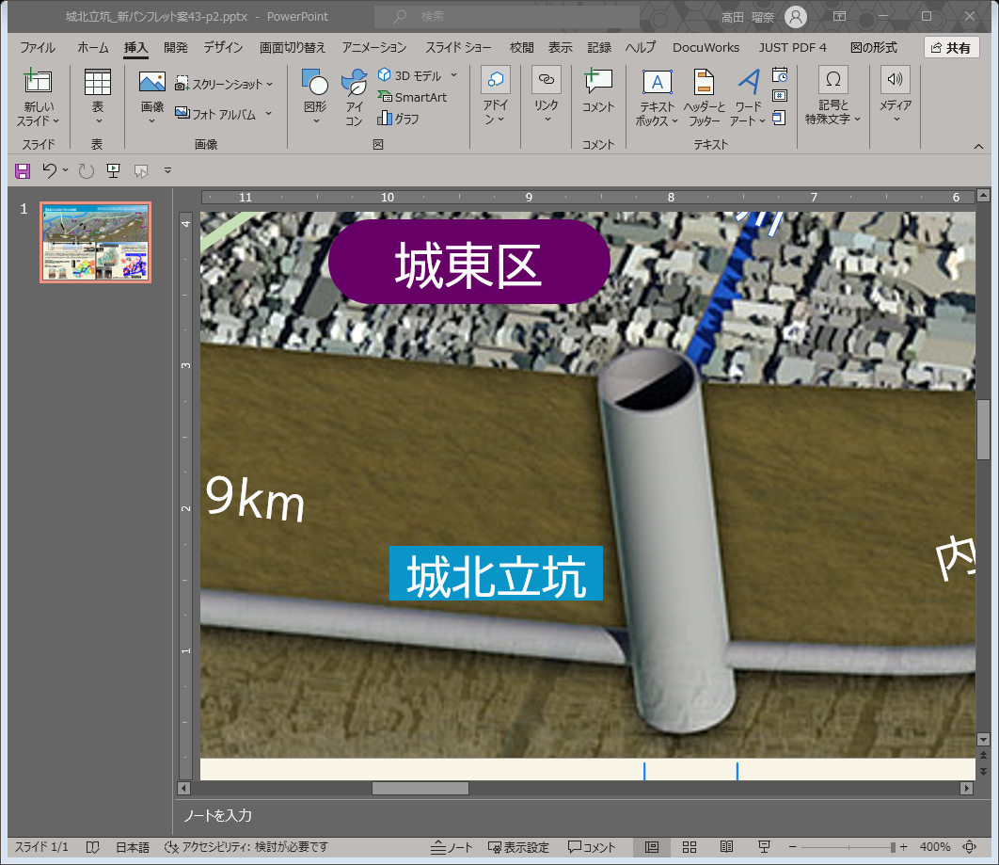 城北立坑_新パンフレット案43-p2.pptx - PowerPoint
検索
高田 瑠奈
ファイル ホーム 挿入 開発 デザイン 画面切り替え アニメーション スライド ショー 校閲 表示 記録 ヘルプ DocuWorks JUST PDF 4 図の形式 共有
新しい
スライド
スライド
表
表
画像
スクリーンショット
フォト アルバム
画像
図形
アイ
コン
3D モデル
SmartArt
グラフ
図
アドイ
ン
リンク
コメント
コメント
テキスト
ボックス
ヘッダーと
フッター
ワード
アート
テキスト
記号と
特殊文字
メディア
1
11 10 9 8 7 6
4
3
2
1
城東区
9km
城北立坑
内
ノートを入力
スライド 1/1 日本語 アクセシビリティ: 検討が必要です ノート 表示設定 コメント 400%